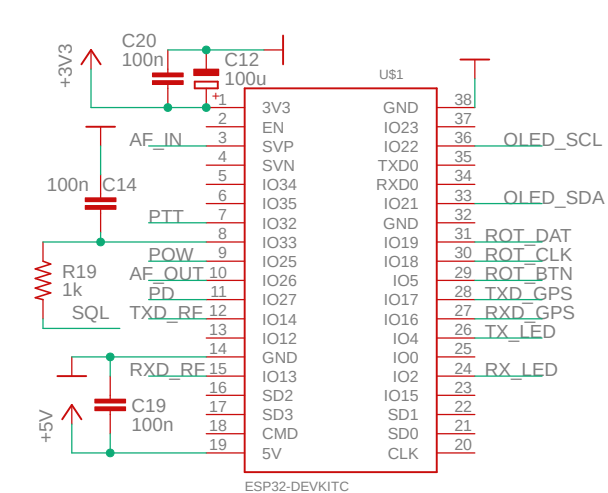 C20
100n
C12
100u
+3V3
+
U$1
1 3V3 GND 38
2 EN IO23 37
AF_IN 3 SVP IO22 36 OLED_SCL
4 SVN TXD0 35
5 IO34 RXD0 34
6 IO35 IO21 33 OLED_SDA
100n C14
PTT 7 IO32 GND 32
8 IO33 IO19 31 ROT_DAT
POW 9 IO25 IO18 30 ROT_CLK
AF_OUT 10 IO26 IO5 29 ROT_BTN
R19
1k
PD 11 IO27 IO17 28 TXD_GPS
SQL
TXD_RF 12 IO14 IO16 27 RXD_GPS
13 IO12 IO4 26 TX_LED
14 GND IO0 25
RXD_RF 15 IO13 IO2 24 RX_LED
16 SD2 IO15 23
17 SD3 SD1 22
18 CMD SD0 21
19 5V CLK 20
C19
100n
+5V
ESP32-DEVKITC